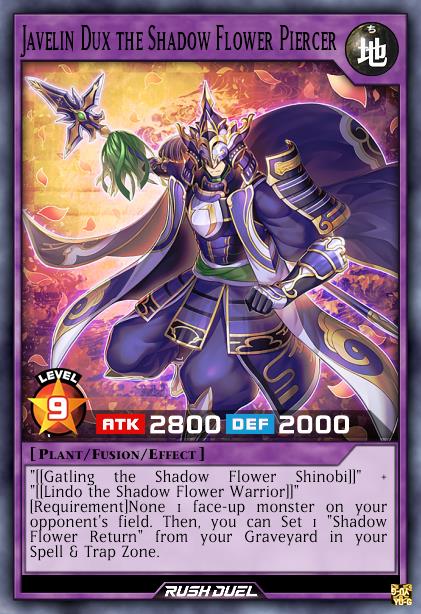 Javelin Dux the Shadow Flower Piercer
ち
地
LEVEL
9
ATK 2800 DEF 2000
[ Plant/Fusion/Effect ]
"[[Gatling the Shadow Flower Shinobi]]" +
"[[Lindo the Shadow Flower Warrior]]"
[Requirement]None 1 face-up monster on your
opponent's field. Then, you can Set 1 "Shadow
Flower Return" from your Graveyard in your
Spell & Trap Zone.
RUSH DUEL